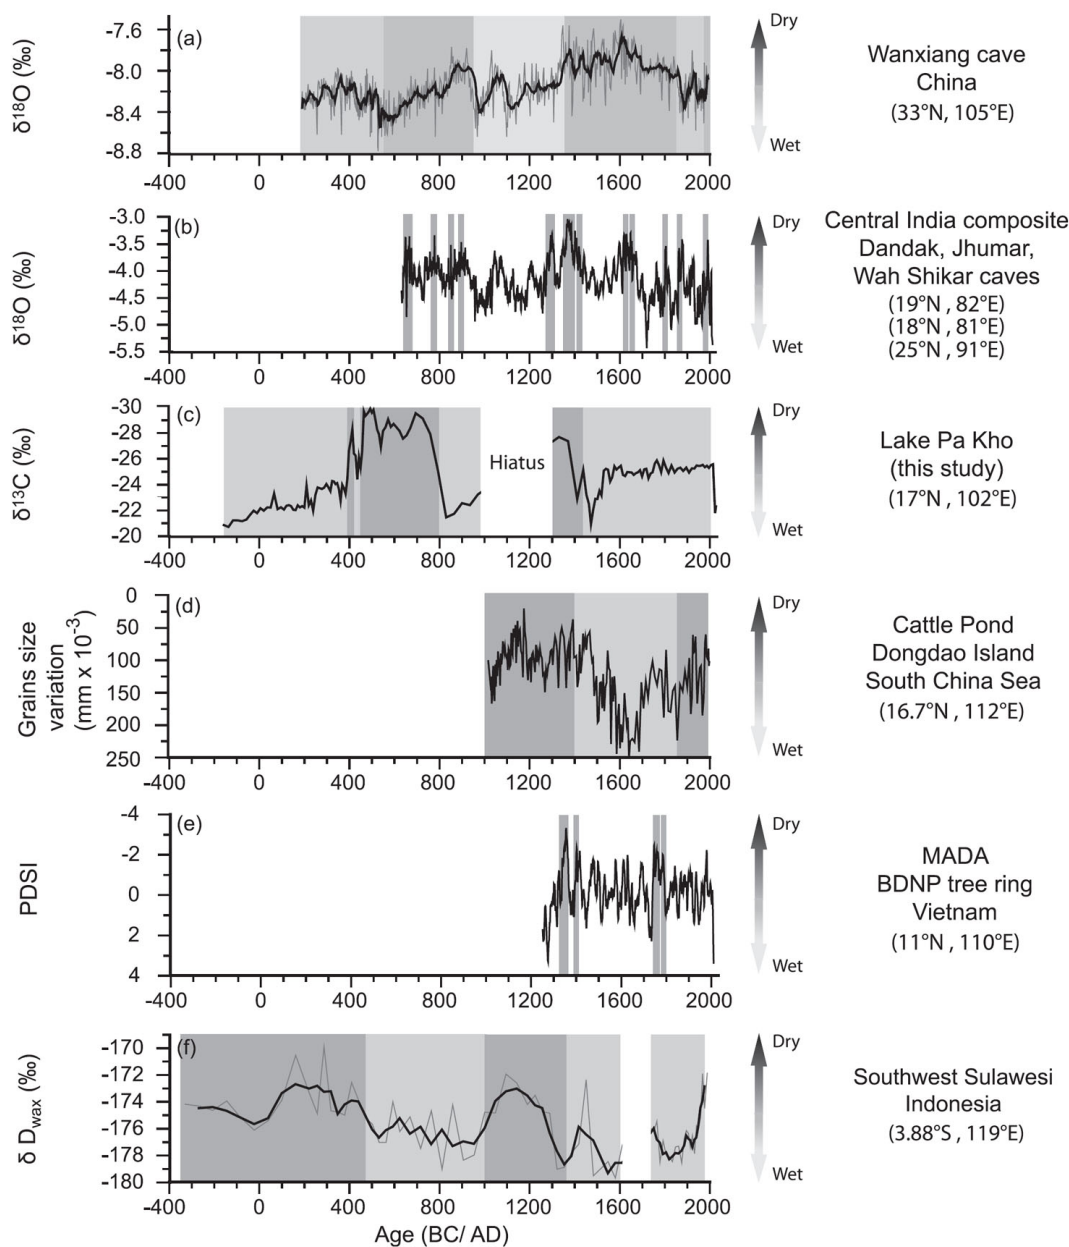 (a)
δ18O (‰)
-7.6
-8.0
-8.4
-8.8
-400 0 400 800 1200 1600 2000
Dry
Wet
Wanxiang cave
China
(33°N, 105°E)
(b)
δ18O (‰)
-3.0
-3.5
-4.0
-4.5
-5.0
-5.5
-400 0 400 800 1200 1600 2000
Dry
Wet
Central India composite
Dandak, Jhumar,
Wah Shikar caves
(19°N , 82°E)
(18°N , 81°E)
(25°N , 91°E)
(c)
δ13C (‰)
-30
-28
-26
-24
-22
-20
Hiatus
-400 0 400 800 1200 1600 2000
Dry
Wet
Lake Pa Kho
(this study)
(17°N , 102°E)
(d)
Grains size
variation
(mm x 10-3)
0
50
100
150
200
250
-400 0 400 800 1200 1600 2000
Dry
Wet
Cattle Pond
Dongdao Island
South China Sea
(16.7°N , 112°E)
(e)
PDSI
-4
-2
0
2
4
-400 0 400 800 1200 1600 2000
Dry
Wet
MADA
BDNP tree ring
Vietnam
(11°N , 110°E)
(f)
δ Dwax (‰)
-170
-172
-174
-176
-178
-180
-400 0 400 800 1200 1600 2000
Age (BC/ AD)
Dry
Wet
Southwest Sulawesi
Indonesia
(3.88°S , 119°E)